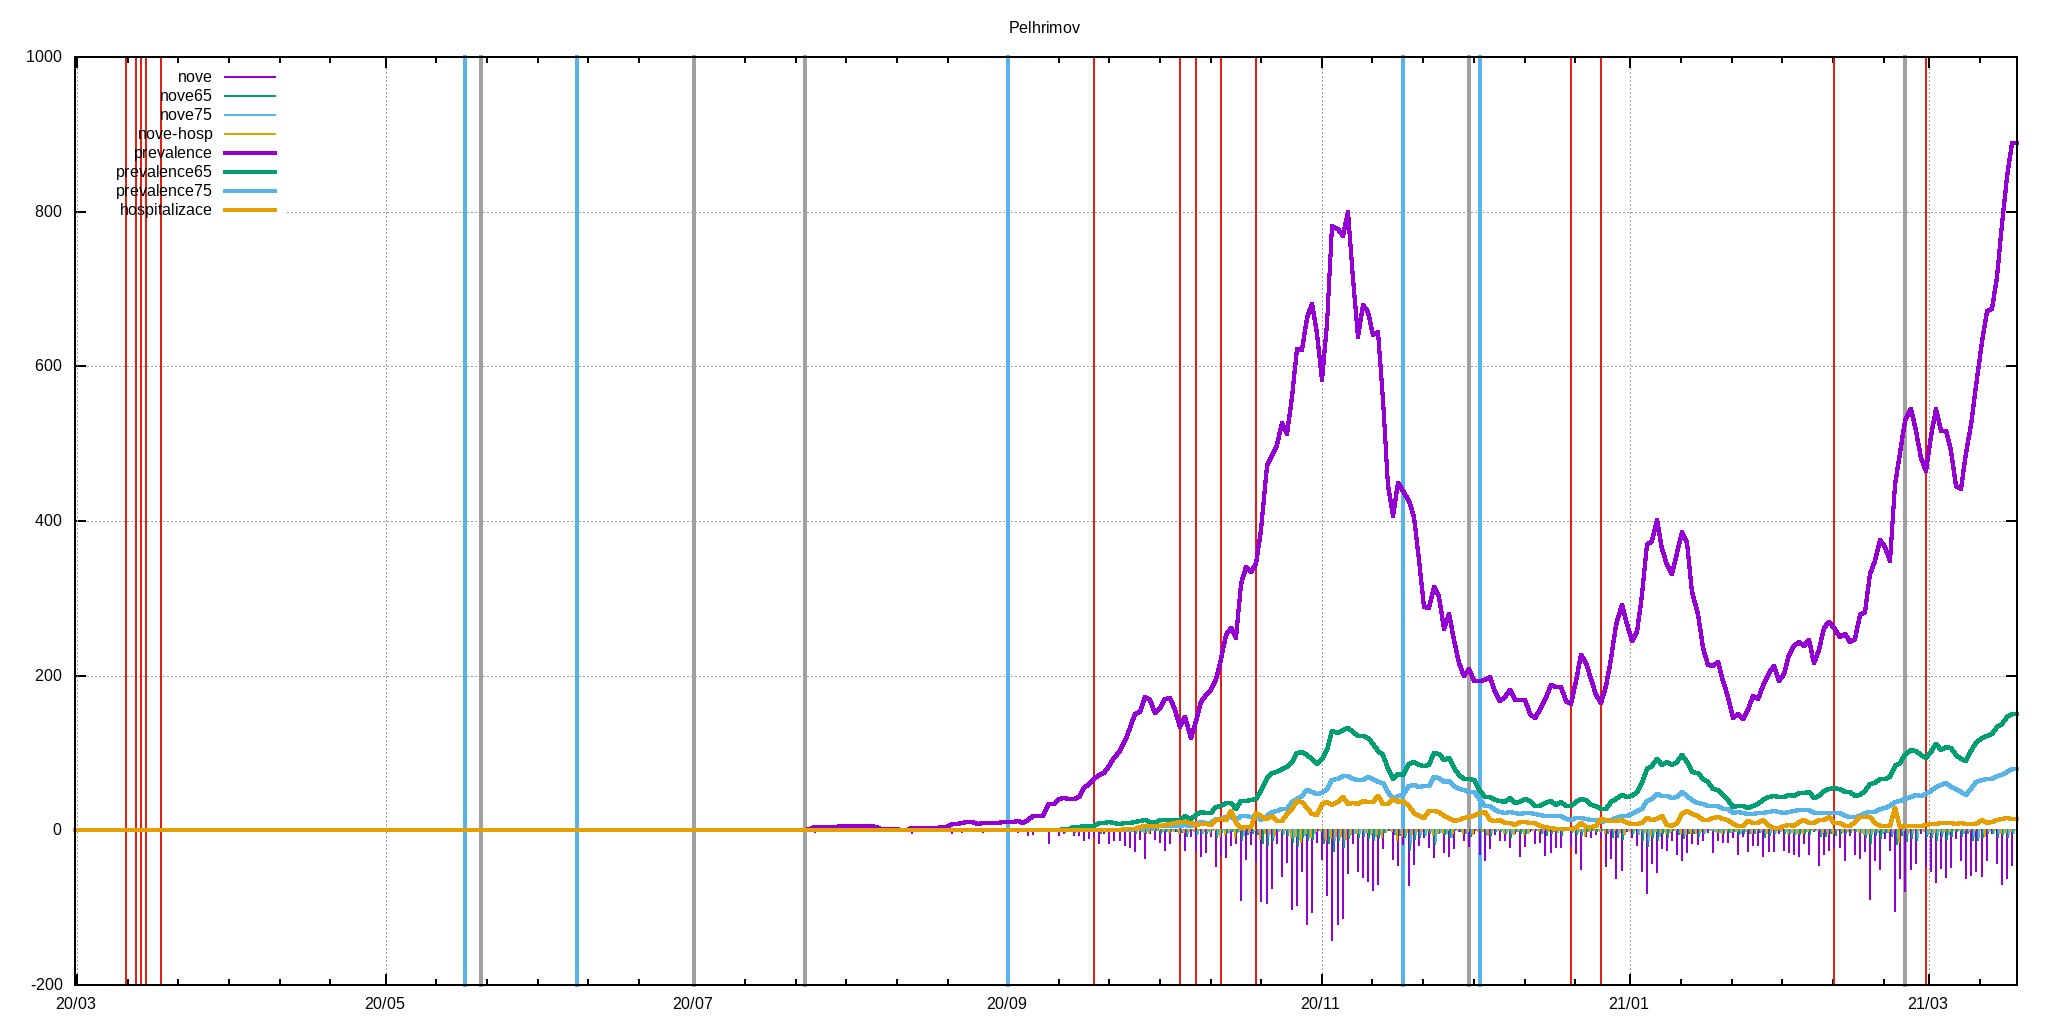 Pelhrimov
1000
800
600
400
200
0
-200
nove
nove65
nove75
nove-hosp
prevalence
prevalence65
prevalence75
hospitalizace
20/03 20/05 20/07 20/09 20/11 21/01 21/03